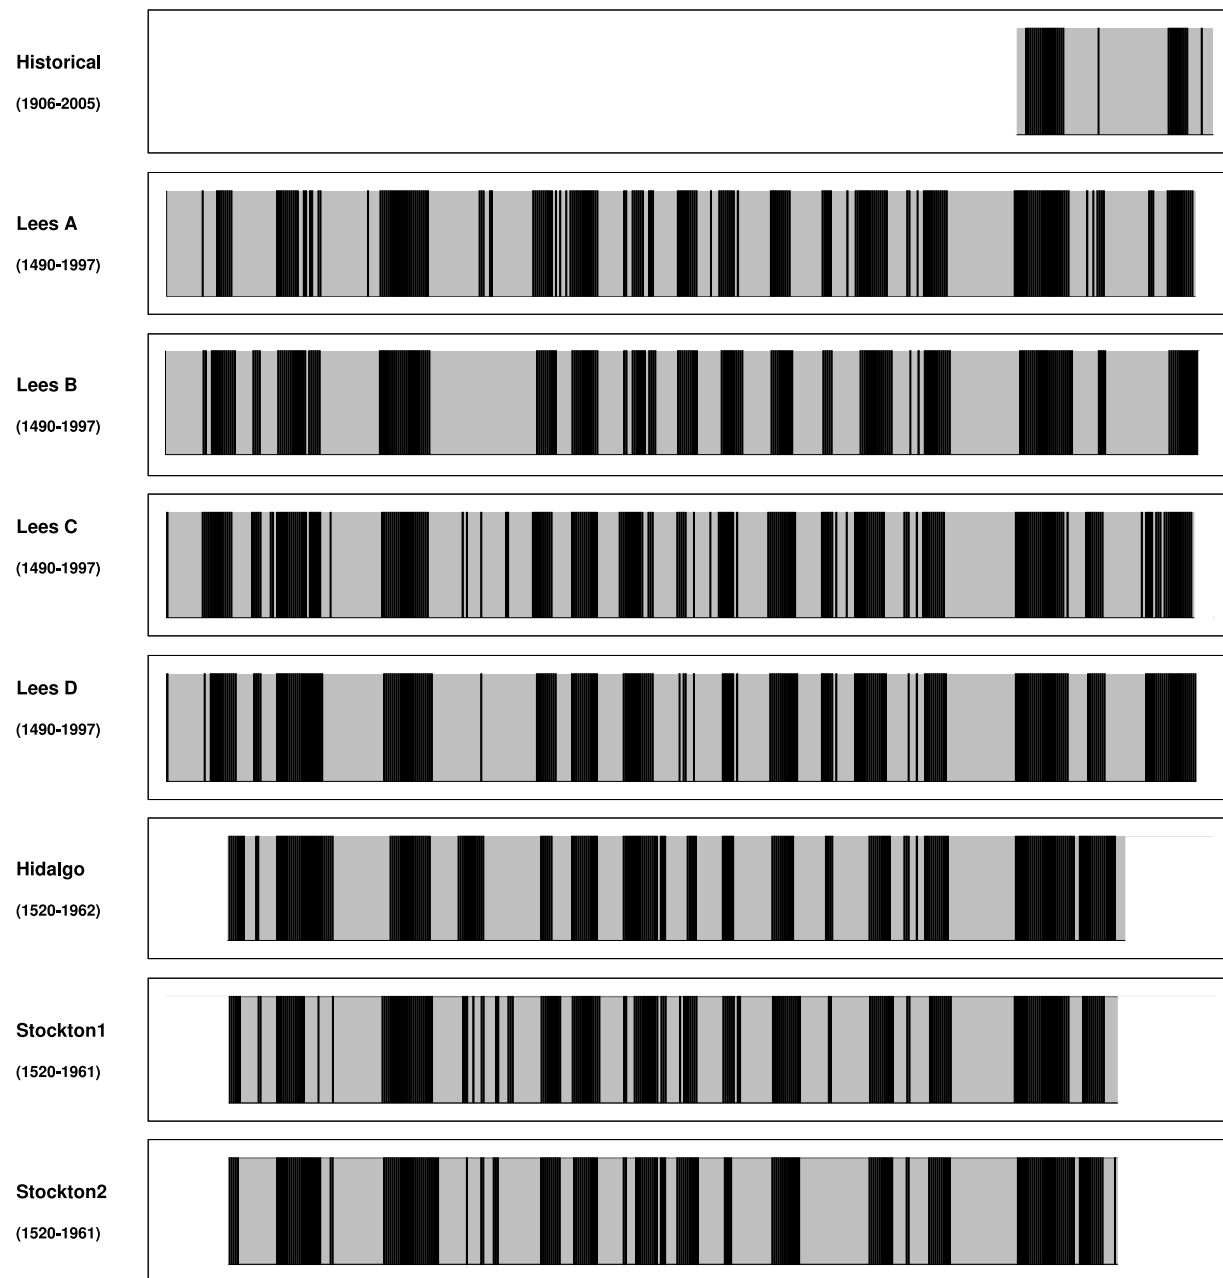 Historical
(1906-2005)
Lees A
(1490-1997)
Lees B
(1490-1997)
Lees C
(1490-1997)
Lees D
(1490-1997)
Hidalgo
(1520-1962)
Stockton1
(1520-1961)
Stockton2
(1520-1961)